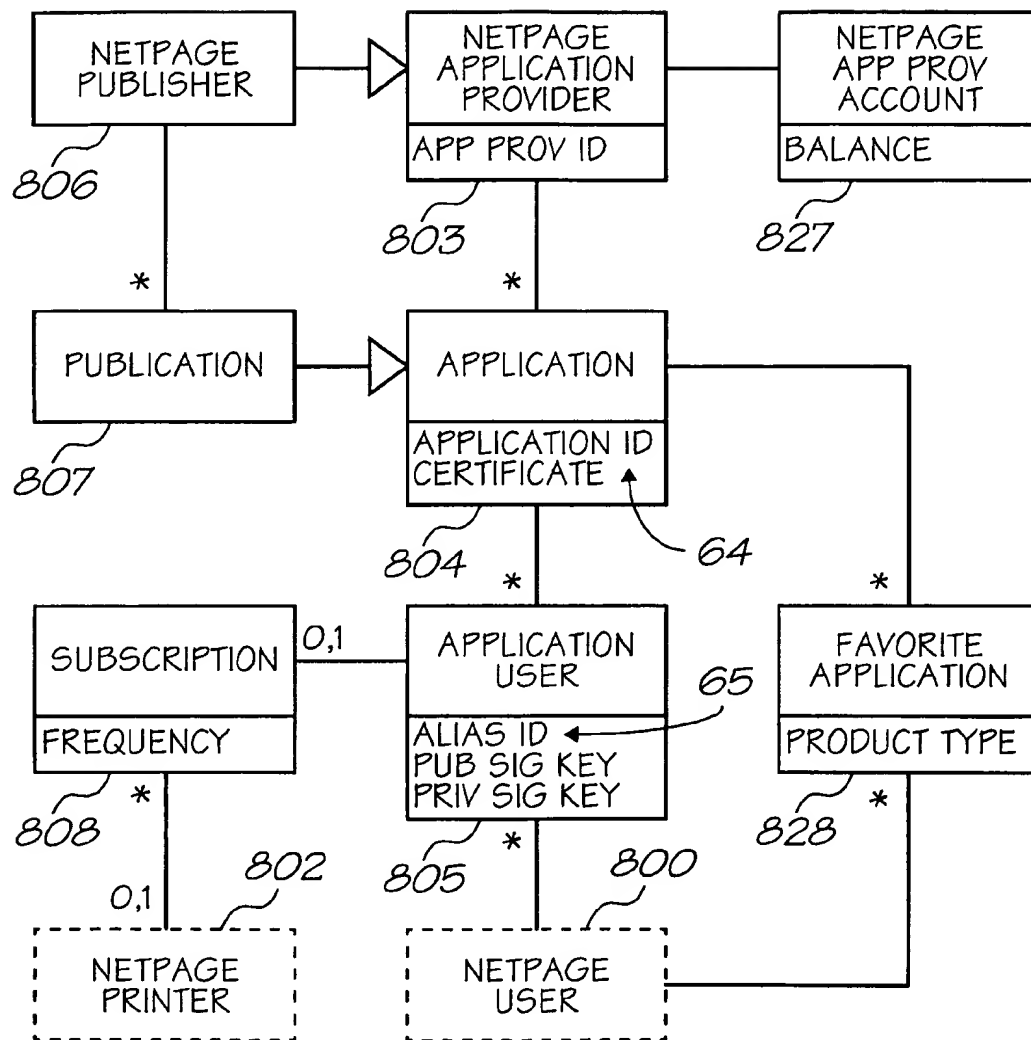 NETPAGE
PUBLISHER
806
NETPAGE
APPLICATION
PROVIDER
APP PROV ID
803
NETPAGE
APP PROV
ACCOUNT
BALANCE
827
*
*
PUBLICATION
807
APPLICATION
APPLICATION ID
CERTIFICATE
64
804
*
*
SUBSCRIPTION
FREQUENCY
808
0,1
APPLICATION
USER
65
ALIAS ID
PUB SIG KEY
PRIV SIG KEY
805
FAVORITE
APPLICATION
PRODUCT TYPE
828
*
*
*
802
800
0,1
NETPAGE
PRINTER
NETPAGE
USER